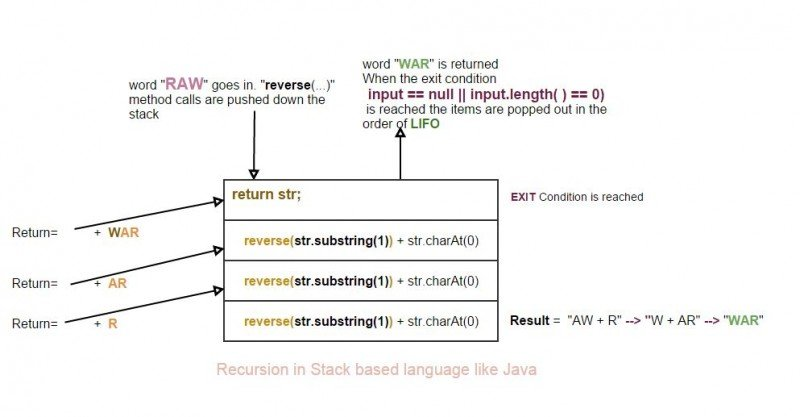 word "RAW" goes in. "reverse(...)"
method calls are pushed down the
stack
word "WAR" is returned
When the exit condition
input == null || input.length( ) == 0)
is reached the items are popped out in the
order of LIFO
return str;
EXIT Condition is reached
Return= + WAR
reverse(str.substring(1)) + str.charAt(0)
Return= + AR
reverse(str.substring(1)) + str.charAt(0)
Return= + R
reverse(str.substring(1)) + str.charAt(0)
Result = "AW + R" --> "W + AR" --> "WAR"
Recursion in Stack based language like Java